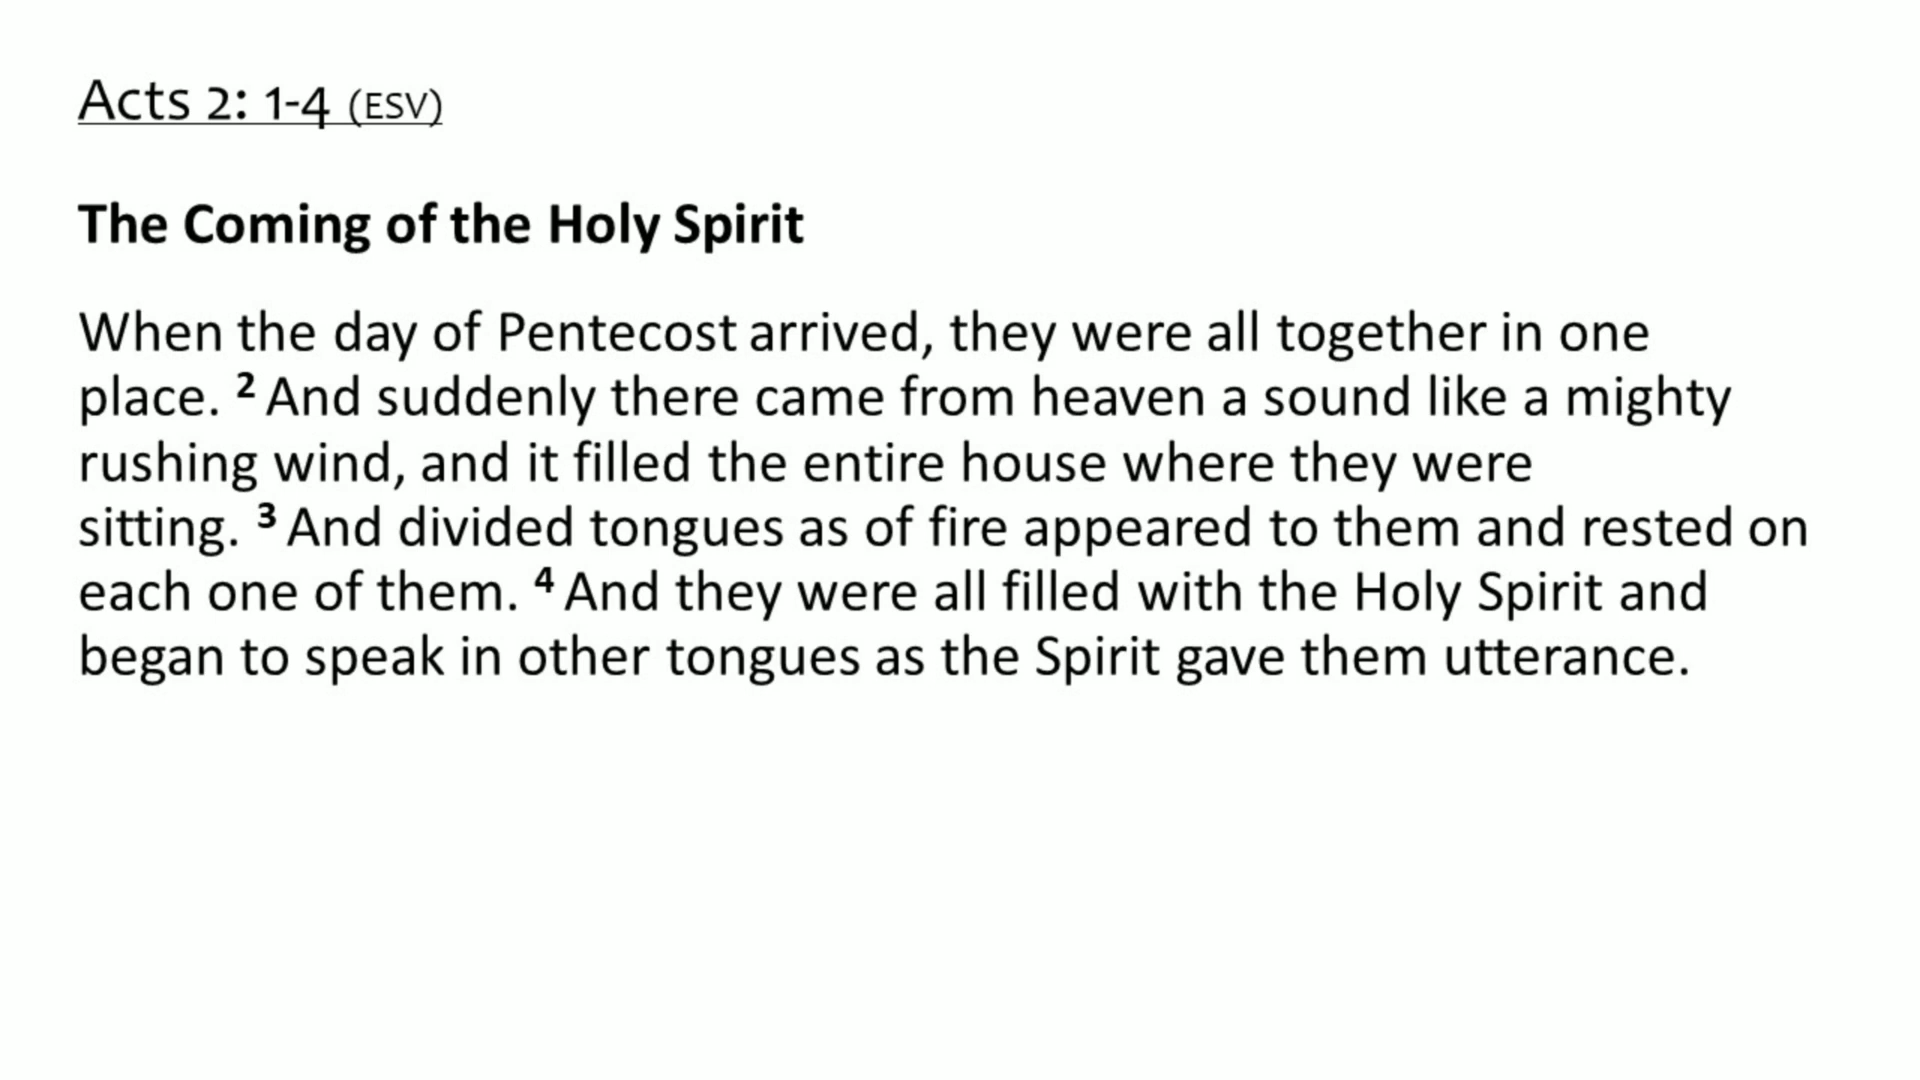 Acts 2: 1-4 (ESV)
The Coming of the Holy Spirit
When the day of Pentecost arrived, they were all together in one
place. 2 And suddenly there came from heaven a sound like a mighty
rushing wind, and it filled the entire house where they were
sitting. 3 And divided tongues as of fire appeared to them and rested on
each one of them. 4 And they were all filled with the Holy Spirit and
began to speak in other tongues as the Spirit gave them utterance.